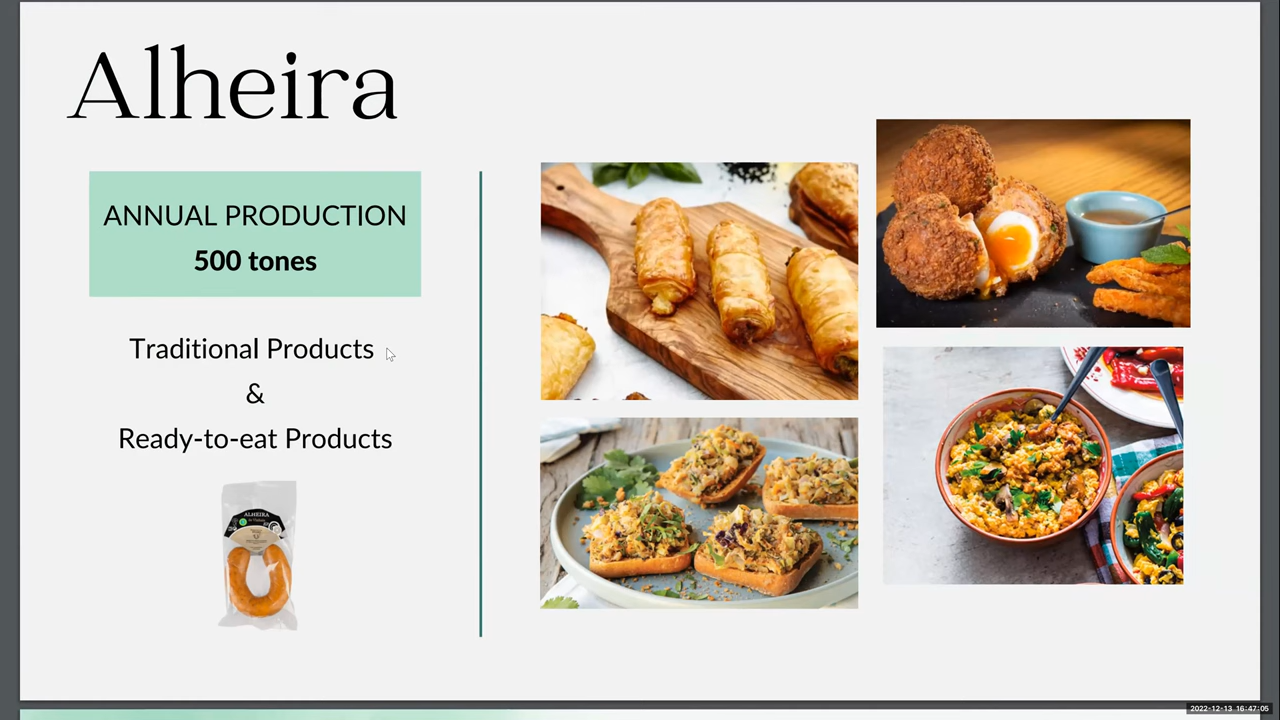 Alheira
ANNUAL PRODUCTION
500 tones
Traditional Products
&
Ready-to-eat Products
ALHEIRA
2022-12-13 16:47:05